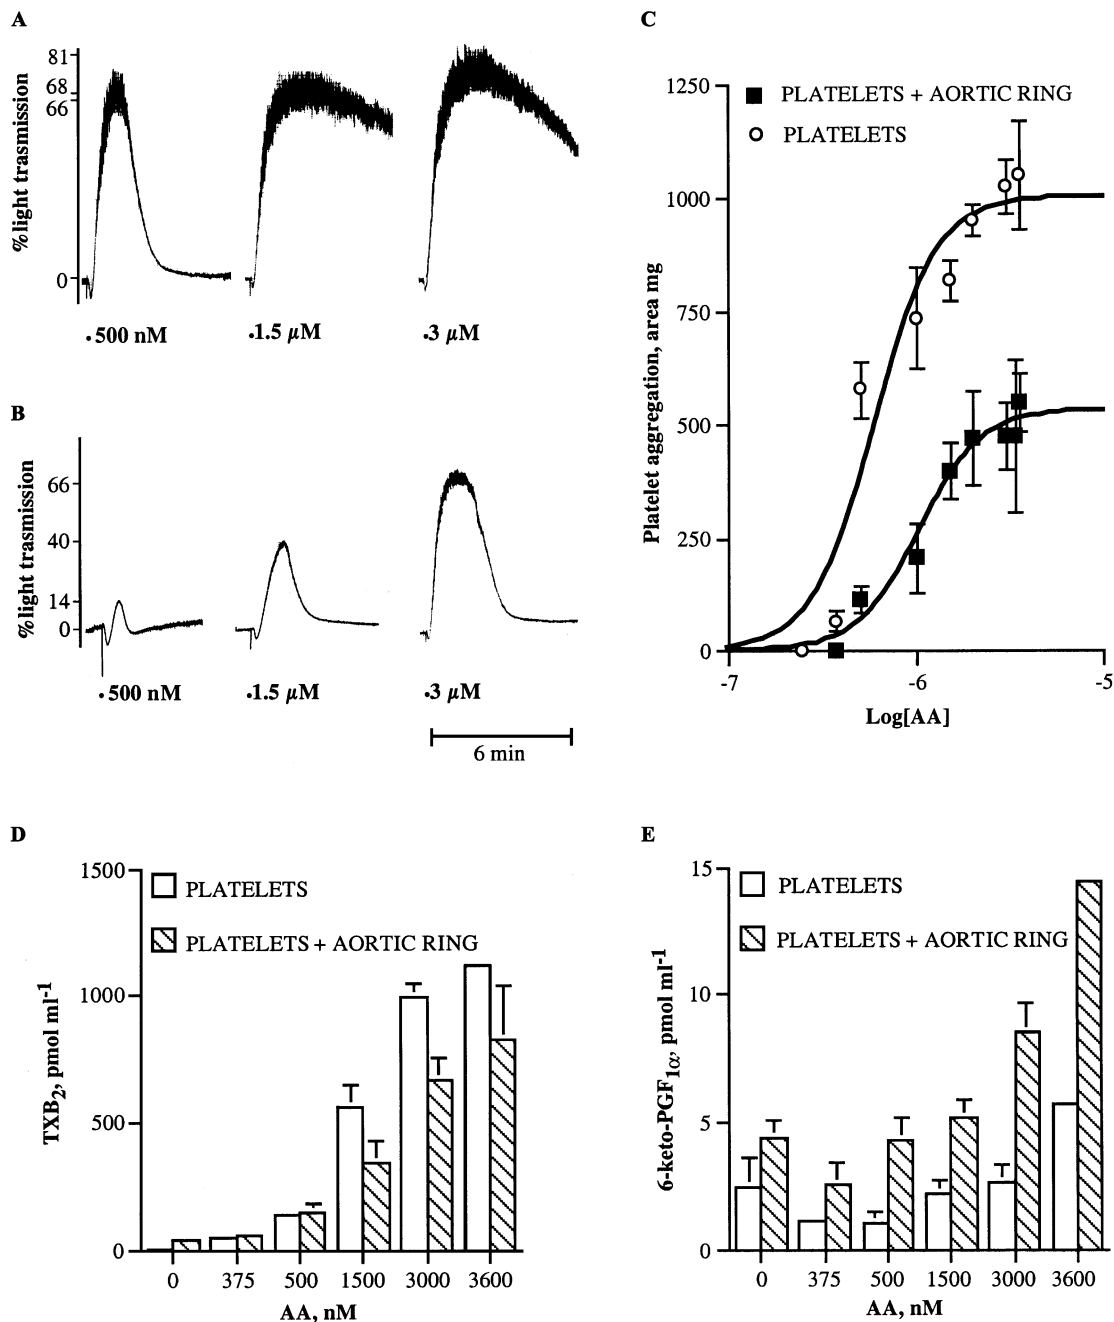 A
%light trasmission
81
68
66
0
.500 nM
.1.5 µM
.3 µM
B
%light trasmission
66
40
14
0
.500 nM
.1.5 µM
.3 µM
6 min
C
Platelet aggregation, area mg
1250
1000
750
500
250
0
PLATELETS + AORTIC RING
PLATELETS
-7
-6
-5
Log[AA]
D
TXB2, pmol ml-1
1500
1000
500
0
PLATELETS
PLATELETS + AORTIC RING
0
375
500
1500
3000
3600
AA, nM
E
6-keto-PGF1α, pmol ml-1
15
10
5
0
PLATELETS
PLATELETS + AORTIC RING
0
375
500
1500
3000
3600
AA, nM